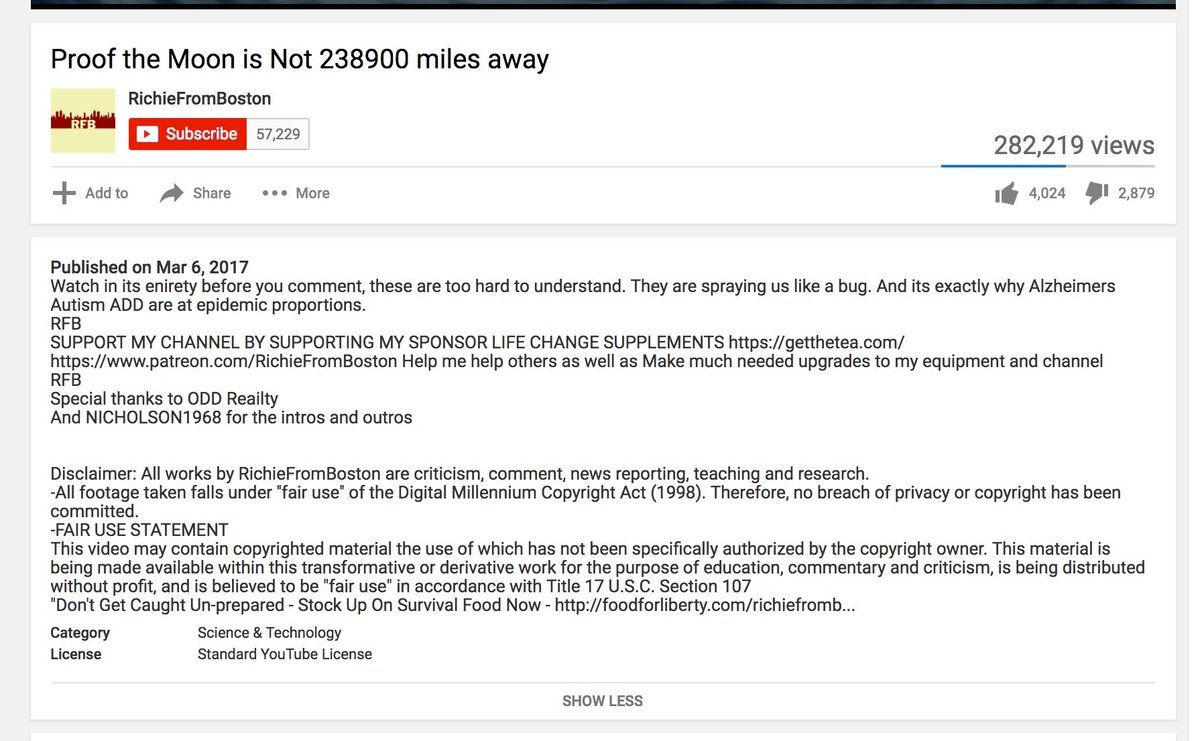 Proof the Moon is Not 238900 miles away
RFB
RichieFromBoston
Subscribe 57,229
282,219 views
Add to Share More 4,024 2,879
Published on Mar 6, 2017
Watch in its enirety before you comment, these are too hard to understand. They are spraying us like a bug. And its exactly why Alzheimers
Autism ADD are at epidemic proportions.
RFB
SUPPORT MY CHANNEL BY SUPPORTING MY SPONSOR LIFE CHANGE SUPPLEMENTS https://getthetea.com/
https://www.patreon.com/RichieFromBoston Help me help others as well as Make much needed upgrades to my equipment and channel
RFB
Special thanks to ODD Reailty
And NICHOLSON1968 for the intros and outros
Disclaimer: All works by RichieFromBoston are criticism, comment, news reporting, teaching and research.
-All footage taken falls under "fair use" of the Digital Millennium Copyright Act (1998). Therefore, no breach of privacy or copyright has been
committed.
-FAIR USE STATEMENT
This video may contain copyrighted material the use of which has not been specifically authorized by the copyright owner. This material is
being made available within this transformative or derivative work for the purpose of education, commentary and criticism, is being distributed
without profit, and is believed to be "fair use" in accordance with Title 17 U.S.C. Section 107
"Don't Get Caught Un-prepared - Stock Up On Survival Food Now - http://foodforliberty.com/richiefromb...
Category Science & Technology
License Standard YouTube License
SHOW LESS